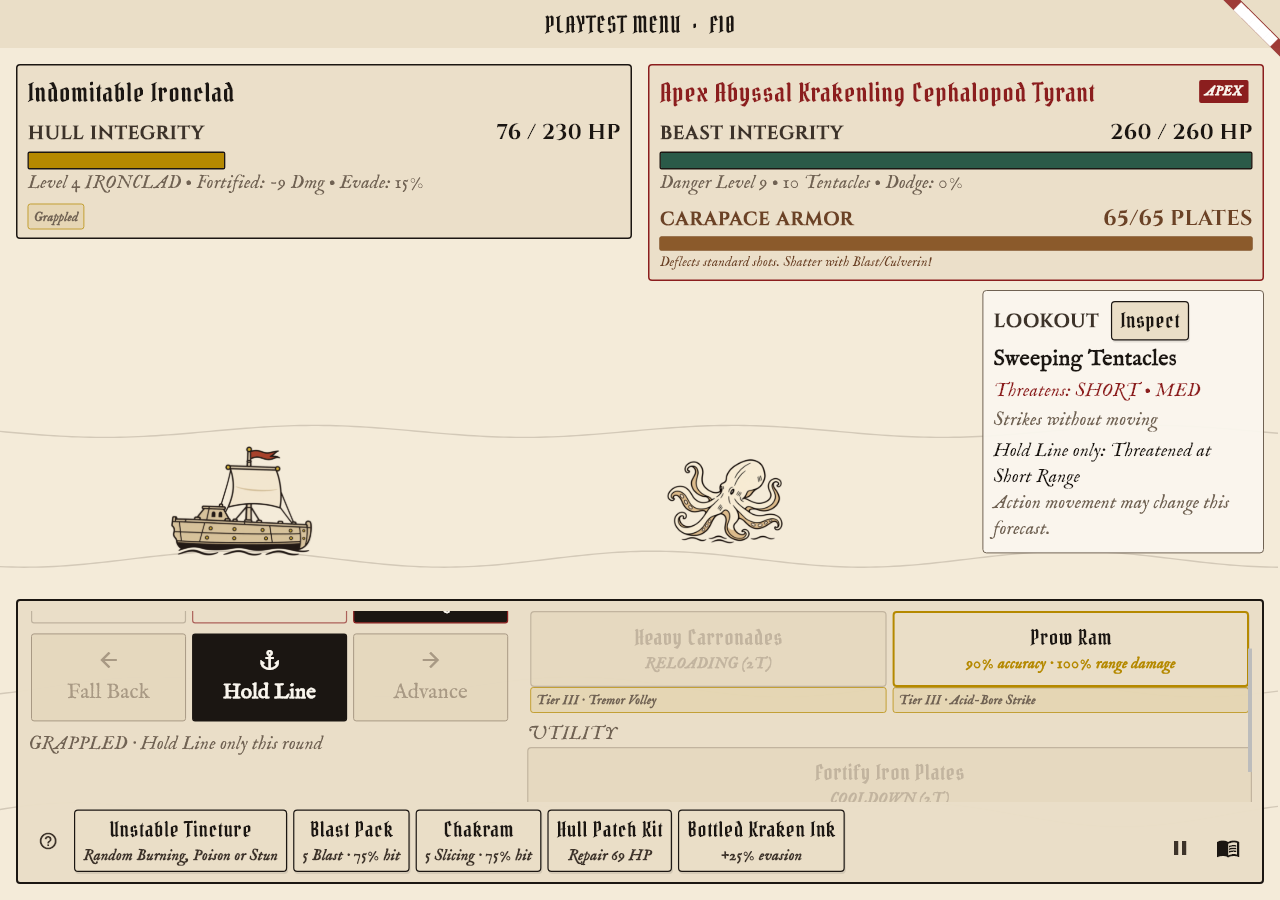 PLAYTEST MENU · F10
Indomitable Ironclad
HULL INTEGRITY
76 / 230 HP
Level 4 IRONCLAD • Fortified: -9 Dmg • Evade: 15%
Grappled
Apex Abyssal Krakenling Cephalopod Tyrant
APEX
BEAST INTEGRITY
260 / 260 HP
Danger Level 9 • 10 Tentacles • Dodge: 0%
CARAPACE ARMOR
65/65 PLATES
Deflects standard shots. Shatter with Blast/Culverin!
LOOKOUT
Inspect
Sweeping Tentacles
Threatens: SHORT • MED
Strikes without moving
Hold Line only: Threatened at
Short Range
Action movement may change this
forecast.
Fall Back
Hold Line
Advance
GRAPPLED · Hold Line only this round
Heavy Carronades
RELOADING (2T)
Tier III · Tremor Volley
Prow Ram
90% accuracy · 100% range damage
Tier III · Acid-Bore Strike
UTILITY
Fortify Iron Plates
COOLDOWN (2T)
Unstable Tincture
Random Burning, Poison or Stun
Blast Pack
5 Blast · 75% hit
Chakram
5 Slicing · 75% hit
Hull Patch Kit
Repair 69 HP
Bottled Kraken Ink
+25% evasion